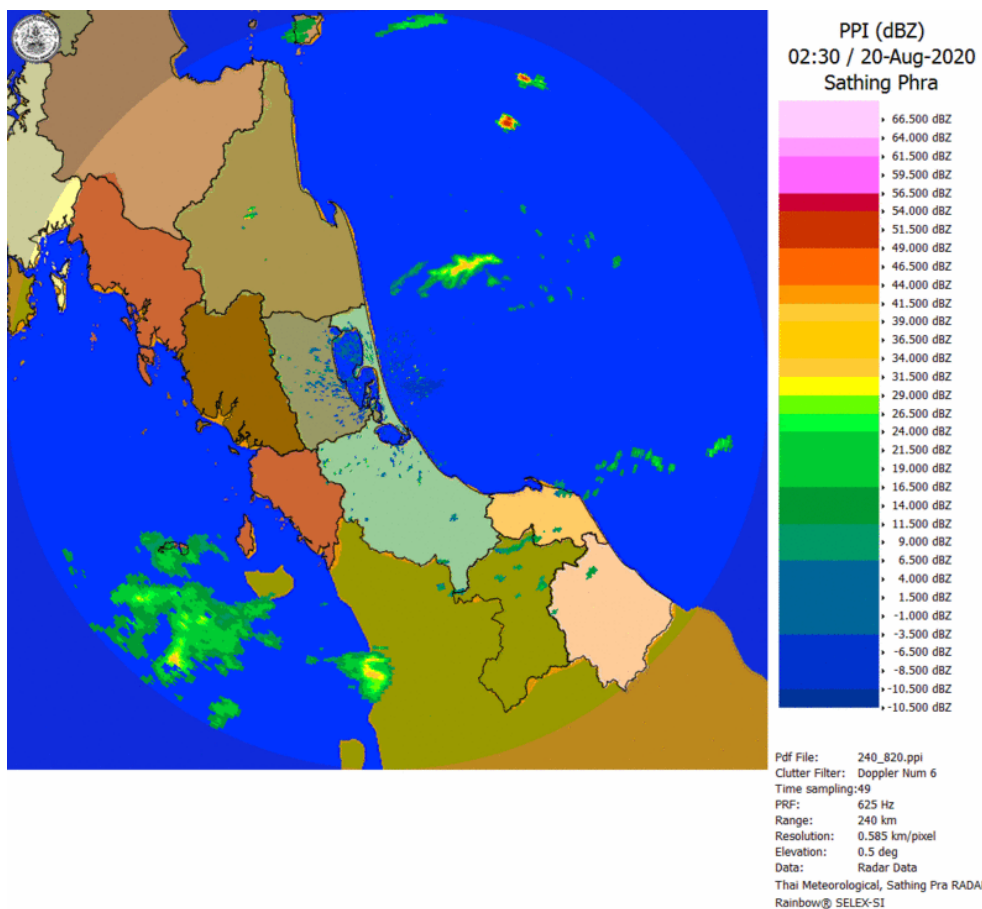 PPI (dBZ)
02:30 / 20-Aug-2020
Sathing Phra
66.500 dBZ
64.000 dBZ
61.500 dBZ
59.500 dBZ
56.500 dBZ
54.000 dBZ
51.500 dBZ
49.000 dBZ
46.500 dBZ
44.000 dBZ
41.500 dBZ
39.000 dBZ
36.500 dBZ
34.000 dBZ
31.500 dBZ
29.000 dBZ
26.500 dBZ
24.000 dBZ
21.500 dBZ
19.000 dBZ
16.500 dBZ
14.000 dBZ
11.500 dBZ
9.000 dBZ
6.500 dBZ
4.000 dBZ
1.500 dBZ
-1.000 dBZ
-3.500 dBZ
-6.500 dBZ
-8.500 dBZ
-10.500 dBZ
-10.500 dBZ
Pdf File: 240_820.ppi
Clutter Filter: Doppler Num 6
Time sampling:49
PRF: 625 Hz
Range: 240 km
Resolution: 0.585 km/pixel
Elevation: 0.5 deg
Data: Radar Data
Thai Meteorological, Sathing Pra RADA
Rainbow® SELEX-SI